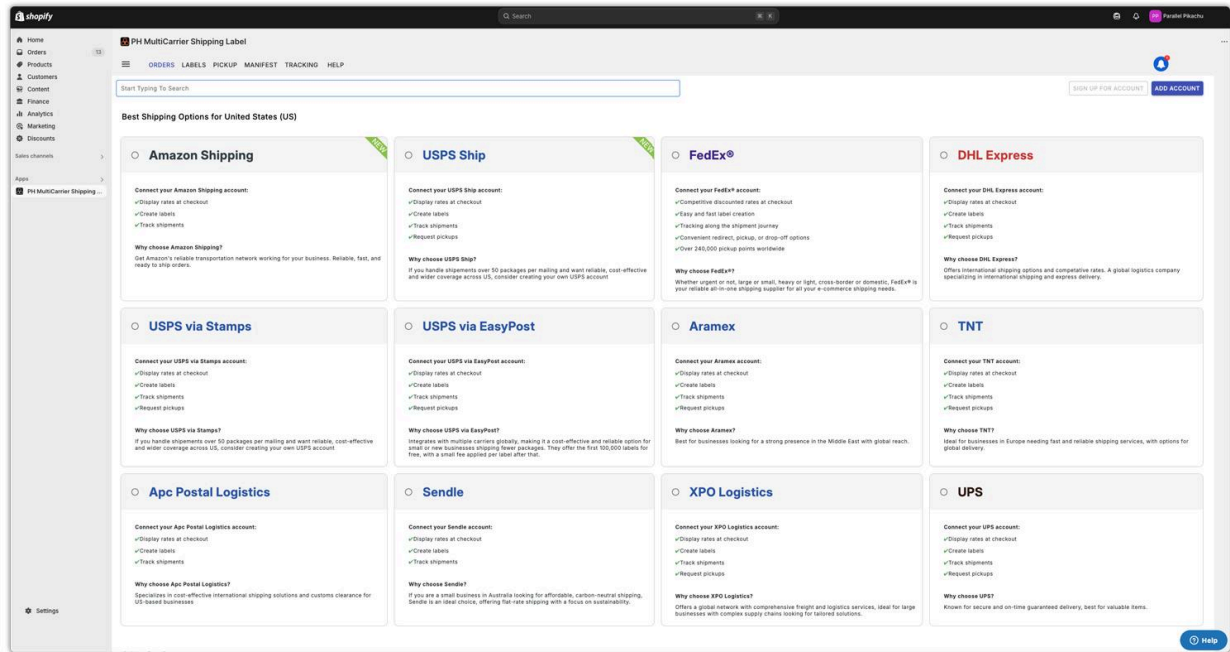 shopify
Search
⌘ K
PP
Parallel Pikachu
Home
Orders
13
Products
Customers
Content
Finance
Analytics
Marketing
Discounts
Sales channels
Apps
PH MultiCarrier Shipping ...
Settings
PH MultiCarrier Shipping Label
ORDERS LABELS PICKUP MANIFEST TRACKING HELP
Start Typing To Search
SIGN UP FOR ACCOUNT
ADD ACCOUNT
Best Shipping Options for United States (US)
Amazon Shipping
NEW
Connect your Amazon Shipping account:
✔Display rates at checkout
✔Create labels
✔Track shipments
Why choose Amazon Shipping?
Get Amazon's reliable transportation network working for your business. Reliable, fast, and
ready to ship orders.
USPS Ship
NEW
Connect your USPS Ship account:
✔Display rates at checkout
✔Create labels
✔Track shipments
✔Request pickups
Why choose USPS Ship?
If you handle shipements over 50 packages per mailing and want reliable, cost-effective
and wider coverage across US, consider creating your own USPS account
FedEx®
Connect your FedEx® account:
✔Competitive discounted rates at checkout
✔Easy and fast label creation
✔Tracking along the shipment journey
✔Convenient redirect, pickup, or drop-off options
✔Over 240,000 pickup points worldwide
Why choose FedEx®?
Whether urgent or not, large or small, heavy or light, cross-border or domestic, FedEx® is
your reliable all-in-one shipping supplier for all your e-commerce shipping needs.
DHL Express
Connect your DHL Express account:
✔Display rates at checkout
✔Create labels
✔Track shipments
✔Request pickups
Why choose DHL Express?
Offers International shipping options and competative rates. A global logistics company
specializing in international shipping and express delivery.
USPS via Stamps
Connect your USPS via Stamps account:
✔Display rates at checkout
✔Create labels
✔Track shipments
✔Request pickups
Why choose USPS via Stamps?
If you handle shipements over 50 packages per mailing and want reliable, cost-effective
and wider coverage across US, consider creating your own USPS account
USPS via EasyPost
Connect your USPS via EasyPost account:
✔Display rates at checkout
✔Create labels
✔Track shipments
✔Request pickups
Why choose USPS via EasyPost?
Integrates with multiple carriers globally, making it a cost-effective and reliable option for
small or new businesses shipping fewer packages. They offer the first 100,000 labels for
free, with a small fee applied per label after that.
Aramex
Connect your Aramex account:
✔Display rates at checkout
✔Create labels
✔Track shipments
✔Request pickups
Why choose Aramex?
Best for businesses looking for a strong presence in the Middle East with global reach.
TNT
Connect your TNT account:
✔Display rates at checkout
✔Create labels
✔Track shipments
✔Request pickups
Why choose TNT?
Ideal for businesses in Europe needing fast and reliable shipping services, with options for
global delivery.
Apc Postal Logistics
Connect your Apc Postal Logistics account:
✔Display rates at checkout
✔Create labels
✔Track shipments
Why choose Apc Postal Logistics?
Specializes in cost-effective international shipping solutions and customs clearance for
US-based businesses
Sendle
Connect your Sendle account:
✔Display rates at checkout
✔Create labels
✔Track shipments
Why choose Sendle?
If you are a small business in Australia looking for affordable, carbon-neutral shipping,
Sendle is an ideal choice, offering flat-rate shipping with a focus on sustainability.
XPO Logistics
Connect your XPO Logistics account:
✔Display rates at checkout
✔Create labels
✔Track shipments
✔Request pickups
Why choose XPO Logistics?
Offers a global network with comprehensive freight and logistics services, ideal for large
businesses with complex supply chains looking for tailored solutions.
UPS
Connect your UPS account:
✔Display rates at checkout
✔Create labels
✔Track shipments
✔Request pickups
Why choose UPS?
Known for secure and on-time guaranteed delivery, best for valuable items.
Help